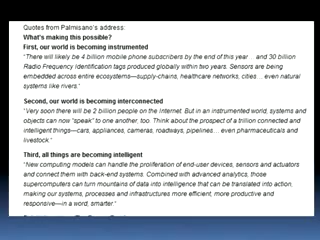 Quotes from Palmisano's address:
What's making this possible?
First, our world is becoming instrumented
"There will likely be 4 billion mobile phone subscribers by the end of this year ... and 30 billion
Radio Frequency Identification tags produced globally within two years. Sensors are being
embedded across entire ecosystems—supply-chains, healthcare networks, cities... even natural
systems like rivers."
Second, our world is becoming interconnected
"Very soon there will be 2 billion people on the Internet. But in an instrumented world, systems and
objects can now "speak" to one another, too. Think about the prospect of a trillion connected and
intelligent things—cars, appliances, cameras, roadways, pipelines... even pharmaceuticals and
livestock."
Third, all things are becoming intelligent
"New computing models can handle the proliferation of end-user devices, sensors and actuators
and connect them with back-end systems. Combined with advanced analytics, those
supercomputers can turn mountains of data into intelligence that can be translated into action,
making our systems, processes and infrastructures more efficient, more productive and
responsive—in a word, smarter."